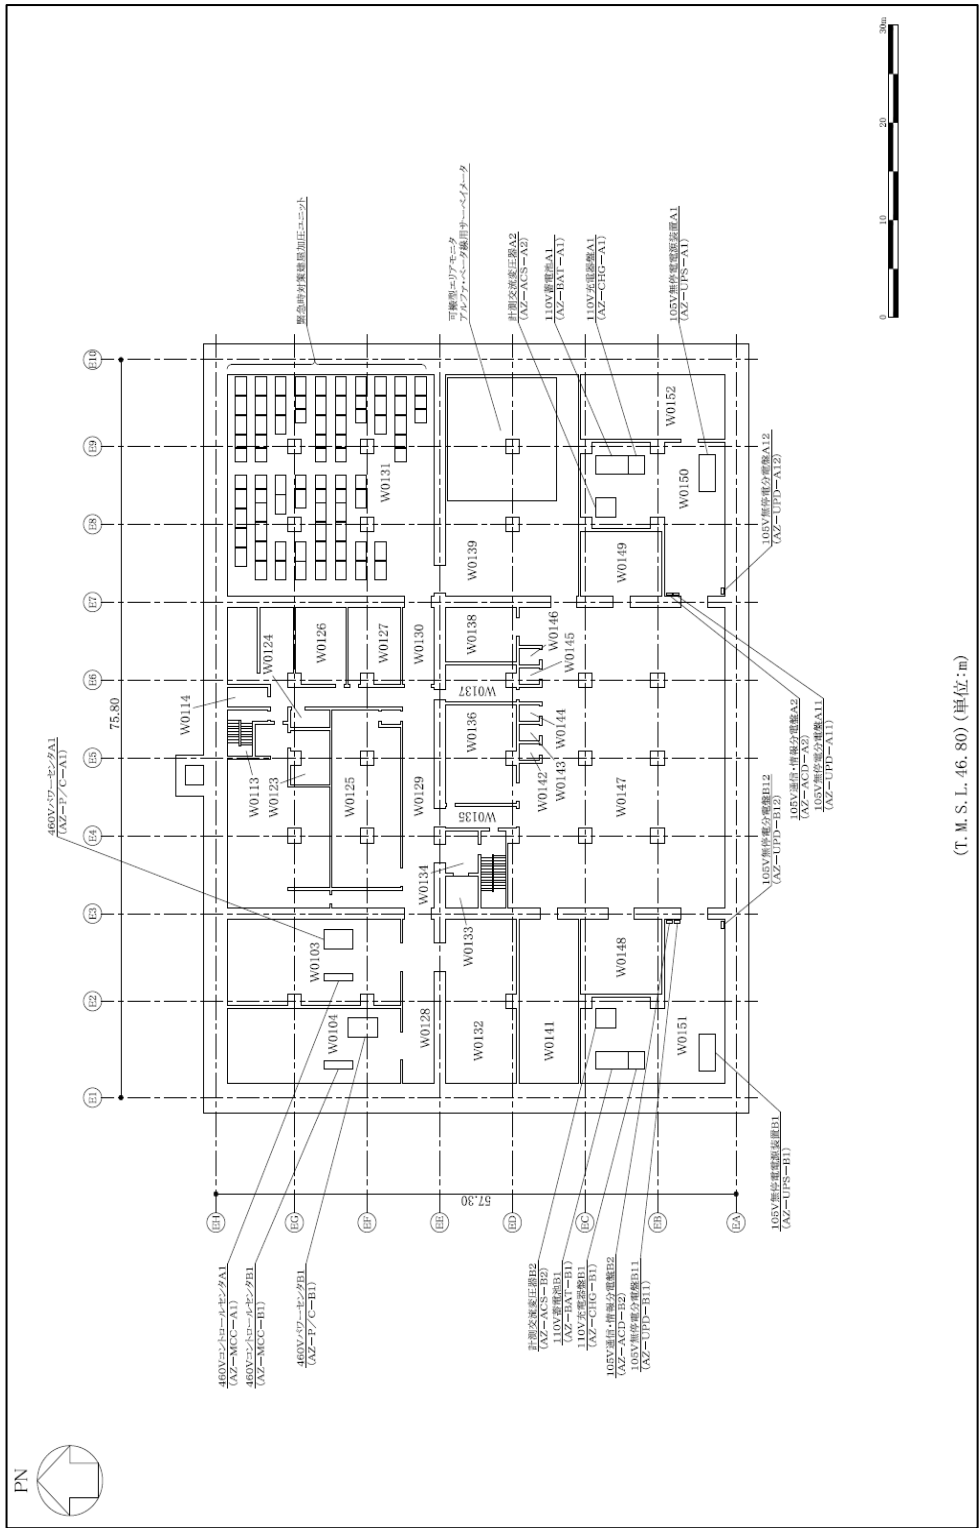 PN
460VパワーセンタA1
(AZ－P／C－A1)
緊急時対策建屋加圧ユニット
可搬型エリアモニタ
アルファ・ベータ線用サーベイメータ
計測交流変圧器A2
(AZ－ACS－A2)
110V蓄電池A1
(AZ－BAT－A1)
110V充電器盤A1
(AZ－CHG－A1)
105V無停電電源装置A1
(AZ－UPS－A1)
105V無停電分電盤A12
(AZ－UPD－A12)
105V通信・情報分電盤A2
(AZ－ACD－A2)
105V無停電分電盤A11
(AZ－UPD－A11)
105V無停電分電盤B12
(AZ－UPD－B12)
105V無停電電源装置B1
(AZ－UPS－B1)
460VコントロールセンタA1
(AZ－MCC－A1)
460VコントロールセンタB1
(AZ－MCC－B1)
460VパワーセンタB1
(AZ－P／C－B1)
計測交流変圧器B2
(AZ－ACS－B2)
110V蓄電池B1
(AZ－BAT－B1)
110V充電器盤B1
(AZ－CHG－B1)
105V通信・情報分電盤B2
(AZ－ACD－B2)
105V無停電分電盤B11
(AZ－UPD－B11)
E1
E2
E3
E4
E5
E6
E7
E8
E9
E10
75.80
EH
EG
EF
EE
ED
EC
EB
EA
57.30
W0103
W0104
W0113
W0114
W0123
W0124
W0125
W0126
W0127
W0128
W0129
W0130
W0131
W0132
W0133
W0134
W0135
W0136
W0137
W0138
W0139
W0141
W0142
W0143
W0144
W0145
W0146
W0147
W0148
W0149
W0150
W0151
W0152
0
10
20
30m
(T. M. S. L. 46. 80) (単位:m)